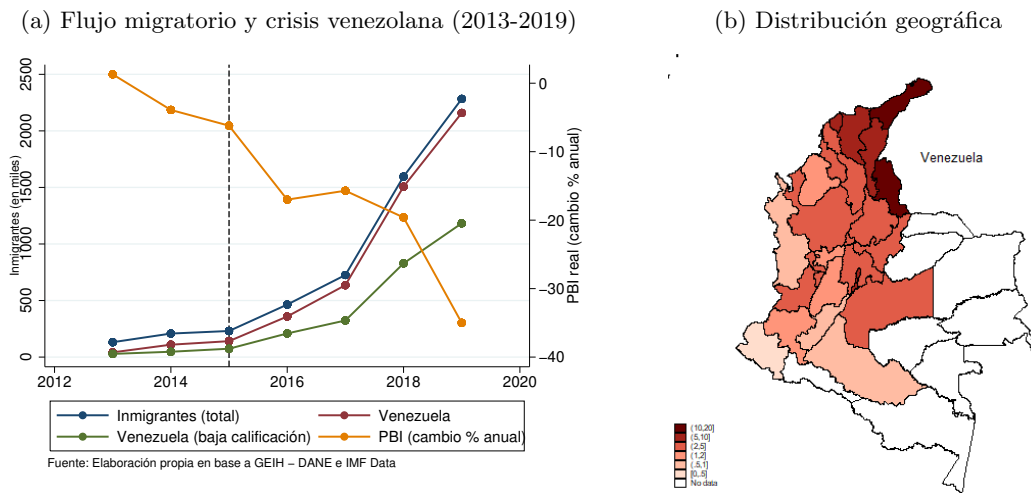 (a) Flujo migratorio y crisis venezolana (2013-2019)
Inmigrantes (en miles)
2500
2000
1500
1000
500
0
0
−10
−20
−30
−40
PBI real (cambio % anual)
2012 2014 2016 2018 2020
Inmigrantes (total) Venezuela
Venezuela (baja calificación) PBI (cambio % anual)
Fuente: Elaboración propia en base a GEIH − DANE e IMF Data
(b) Distribución geográfica
Venezuela
(10,20]
(5,10]
(2,5]
(1,2]
(.5,1]
[0,.5]
No data